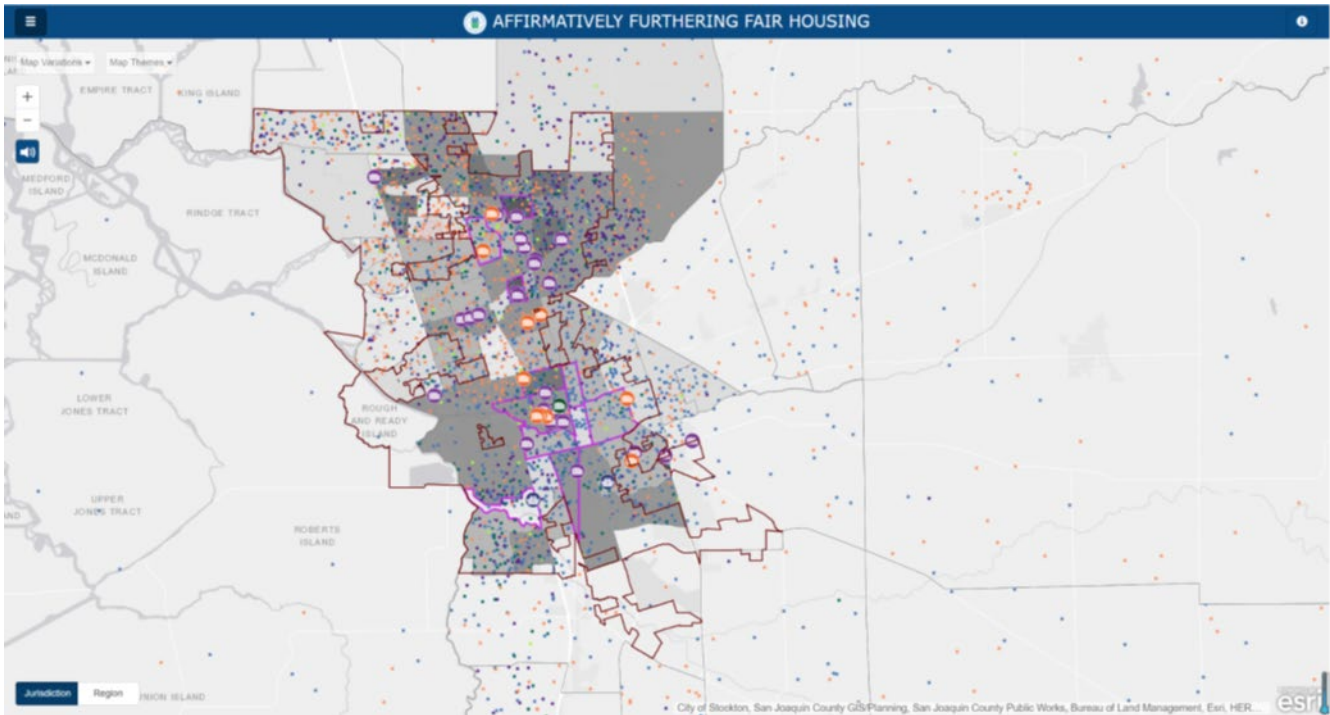 AFFIRMATIVELY FURTHERING FAIR HOUSING
Map Variations
Map Themes
EMPIRE TRACT
KING ISLAND
+
−
MEDFORD
ISLAND
RINDGE TRACT
MCDONALD
ISLAND
LOWER
JONES TRACT
ROUGH
AND READY
ISLAND
UPPER
JONES TRACT
ROBERTS
ISLAND
Jurisdiction
Region
UNION ISLAND
City of Stockton, San Joaquin County GIS/Planning, San Joaquin County Public Works, Bureau of Land Management, Esri, HER...
esri